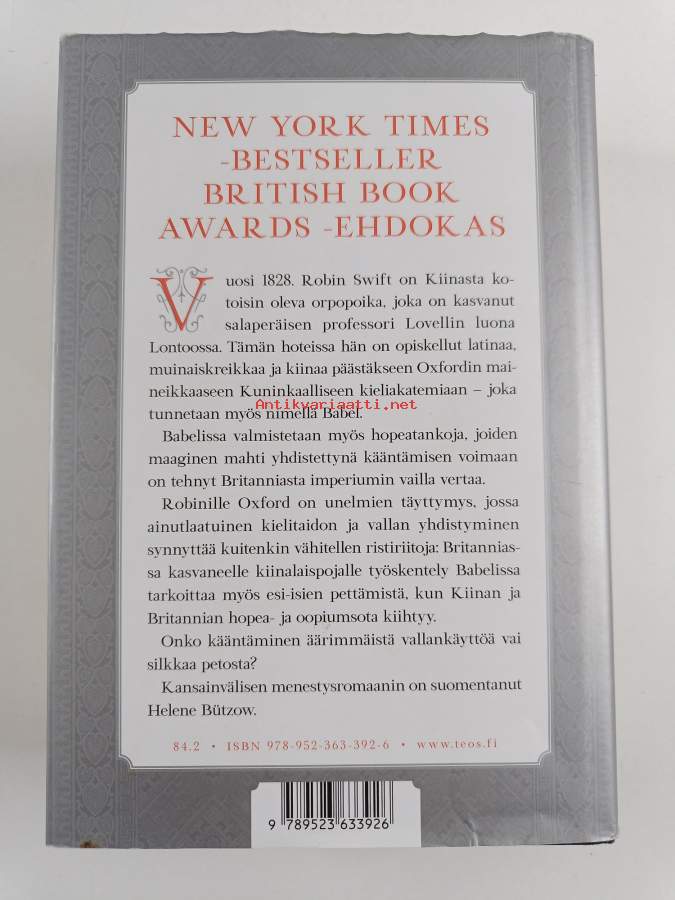 NEW YORK TIMES
-BESTSELLER
BRITISH BOOK
AWARDS -EHDOKAS
Vuosi 1828. Robin Swift on Kiinasta ko-
toisin oleva orpopoika, joka on kasvanut
salaperäisen professori Lovellin luona
Lontoossa. Tämän hoteissa hän on opiskellut latinaa,
muinaiskreikkaa ja kiinaa päästäkseen Oxfordin mai-
neikkaaseen Kuninkaalliseen kieliakatemiaan – joka
Antikvariaatti.net
tunnetaan myös nimellä Babel.
Babelissa valmistetaan myös hopeatankoja, joiden
maaginen mahti yhdistettynä kääntämisen voimaan
on tehnyt Britanniasta imperiumin vailla vertaa.
Robinille Oxford on unelmien täyttymys, jossa
ainutlaatuinen kielitaidon ja vallan yhdistyminen
synnyttää kuitenkin vähitellen ristiriitoja: Britannias-
sa kasvaneelle kiinalaispojalle työskentely Babelissa
tarkoittaa myös esi-isien pettämistä, kun Kiinan ja
Britannian hopea- ja oopiumsota kiihtyy.
Onko kääntäminen äärimmäistä vallankäyttöä vai
silkkaa petosta?
Kansainvälisen menestysromaanin on suomentanut
Helene Bützow.
84.2 • ISBN 978-952-363-392-6 • www.teos.fi
9 789523 633926